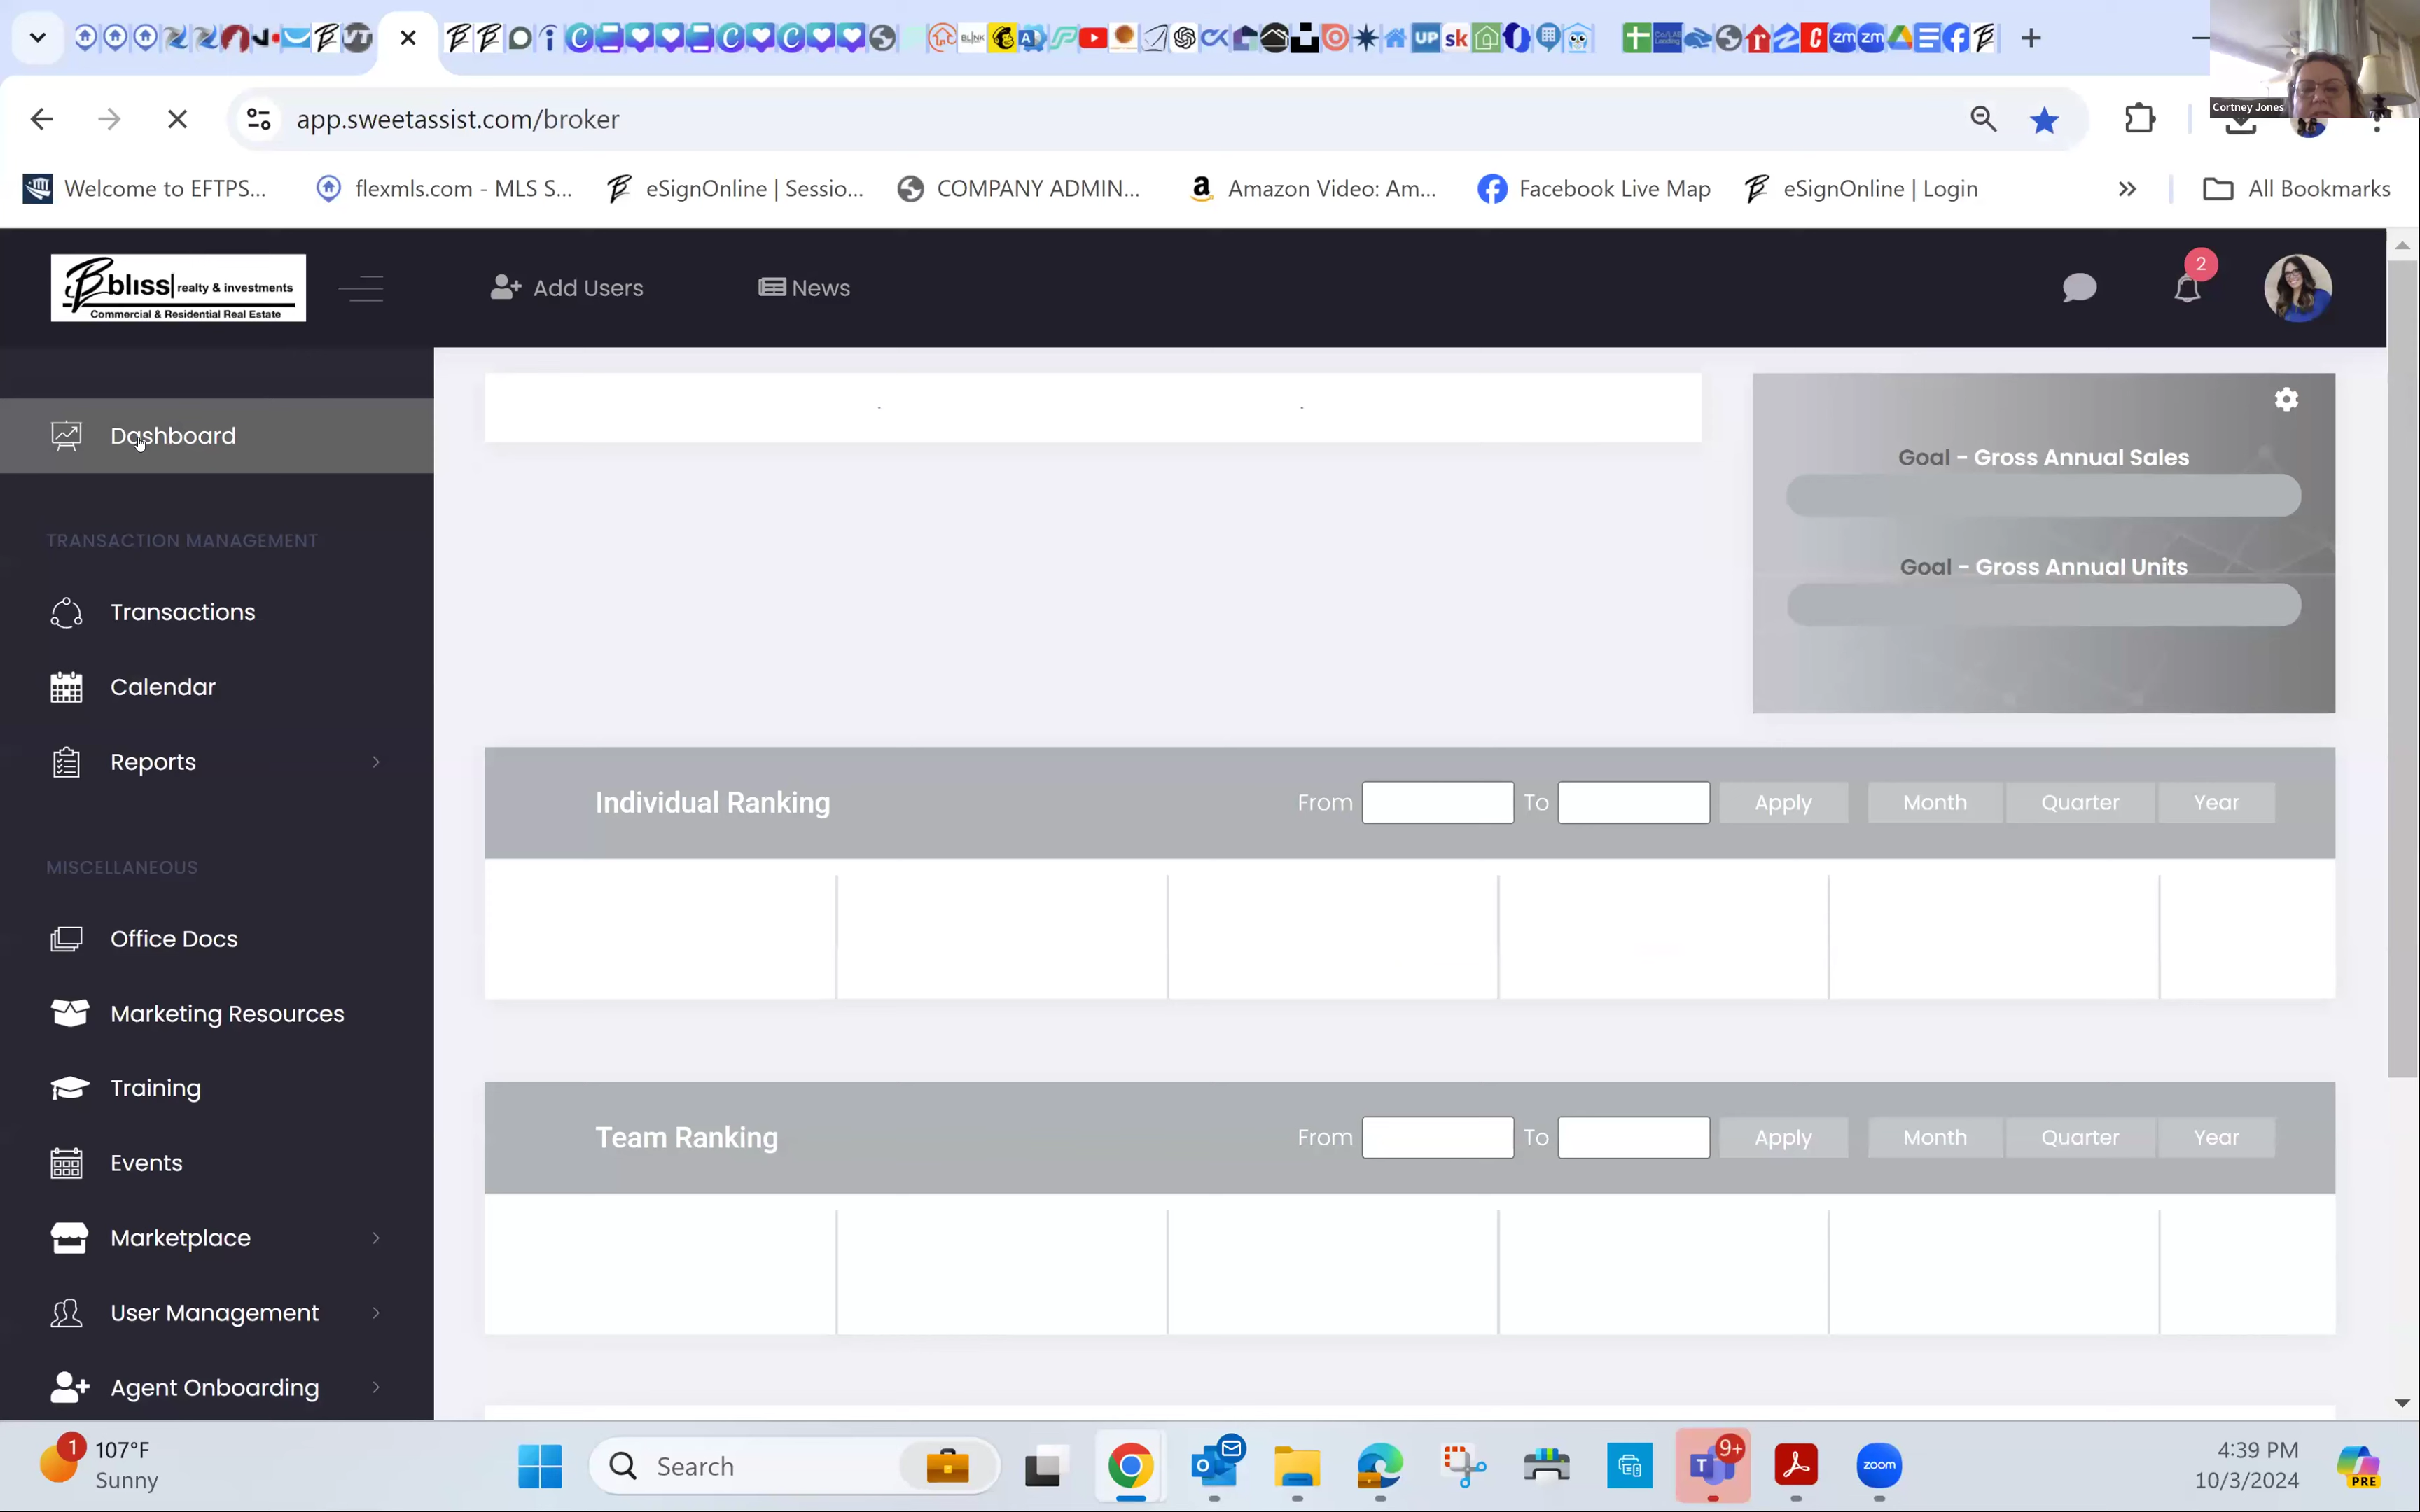 UP
sk
zm
zm
Cortney Jones
app.sweetassist.com/broker
Welcome to EFTPS...
flexmls.com - MLS S...
eSignOnline | Sessio...
COMPANY ADMIN...
Amazon Video: Am...
Facebook Live Map
eSignOnline | Login
All Bookmarks
bliss realty & investments
Commercial & Residential Real Estate
Add Users
News
2
Dashboard
Goal - Gross Annual Sales
Goal - Gross Annual Units
TRANSACTION MANAGEMENT
Transactions
Calendar
Reports
Individual Ranking
From
To
Apply
Month
Quarter
Year
MISCELLANEOUS
Office Docs
Marketing Resources
Training
Team Ranking
From
To
Apply
Month
Quarter
Year
Events
Marketplace
User Management
Agent Onboarding
1
107°F
Sunny
Search
9+
zoom
4:39 PM
10/3/2024
PRE